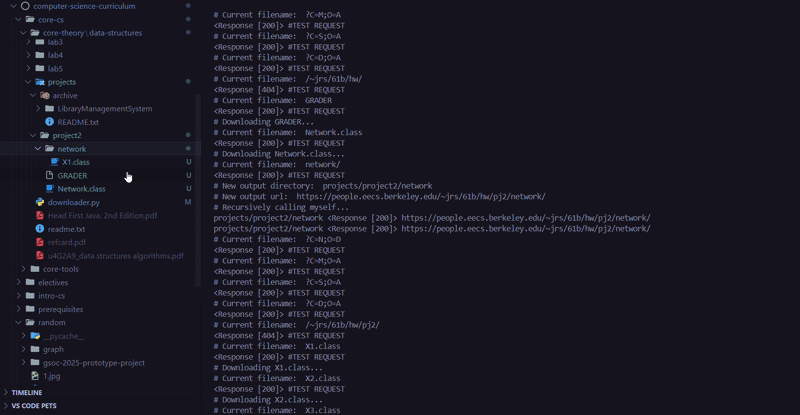 computer-science-curriculum
core-cs
core-theory\data-structures
lab3
lab4
lab5
projects
archive
LibraryManagementSystem
README.txt
project2
network
X1.class U
GRADER U
Network.class U
downloader.py M
Head First Java, 2nd Edition.pdf
readme.txt
refcard.pdf
u4G2A9_data structures algorithms.pdf
core-tools
electives
intro-cs
prerequisites
random
__pycache__
graph
gsoc-2025-prototype-project
1.jpg
TIMELINE
VS CODE PETS
# Current filename:  ?C=M;O=A
<Response [200]> #TEST REQUEST
# Current filename:  ?C=S;O=A
<Response [200]> #TEST REQUEST
# Current filename:  ?C=D;O=A
<Response [200]> #TEST REQUEST
# Current filename:  /~jrs/61b/hw/
<Response [404]> #TEST REQUEST
# Current filename:  GRADER
<Response [200]> #TEST REQUEST
# Downloading GRADER...
# Current filename:  Network.class
<Response [200]> #TEST REQUEST
# Downloading Network.class...
# Current filename:  network/
<Response [200]> #TEST REQUEST
# New output directory:  projects/project2/network
# New output url:  https://people.eecs.berkeley.edu/~jrs/61b/hw/pj2/network/
# Recursively calling myself...
projects/project2/network <Response [200]> https://people.eecs.berkeley.edu/~jrs/61b/hw/pj2/network/
projects/project2/network <Response [200]> https://people.eecs.berkeley.edu/~jrs/61b/hw/pj2/network/
# Current filename:  ?C=N;O=D
<Response [200]> #TEST REQUEST
# Current filename:  ?C=M;O=A
<Response [200]> #TEST REQUEST
# Current filename:  ?C=S;O=A
<Response [200]> #TEST REQUEST
# Current filename:  ?C=D;O=A
<Response [200]> #TEST REQUEST
# Current filename:  /~jrs/61b/hw/pj2/
<Response [404]> #TEST REQUEST
# Current filename:  X1.class
<Response [200]> #TEST REQUEST
# Downloading X1.class...
# Current filename:  X2.class
<Response [200]> #TEST REQUEST
# Downloading X2.class...
# Current filename:  X3.class